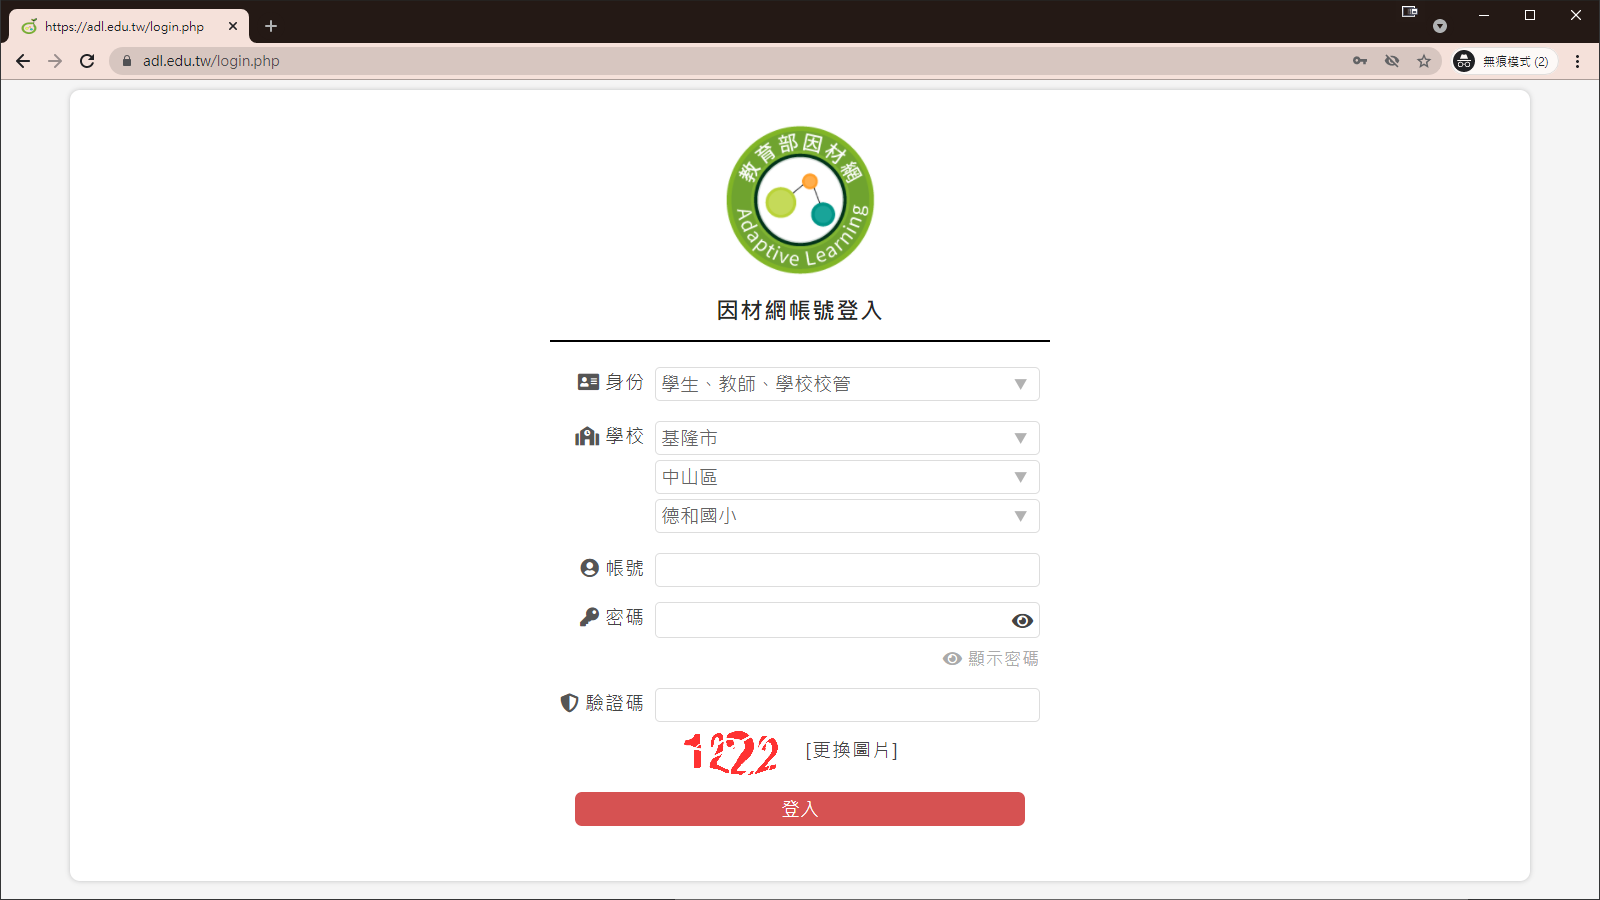 https://adl.edu.tw/login.php
adl.edu.tw/login.php
無痕模式 (2)
教育部因材網
Adaptive Learning
因材網帳號登入
身份
學生、教師、學校校管
學校
基隆市
中山區
德和國小
帳號
密碼
顯示密碼
驗證碼
1222
[更換圖片]
登入